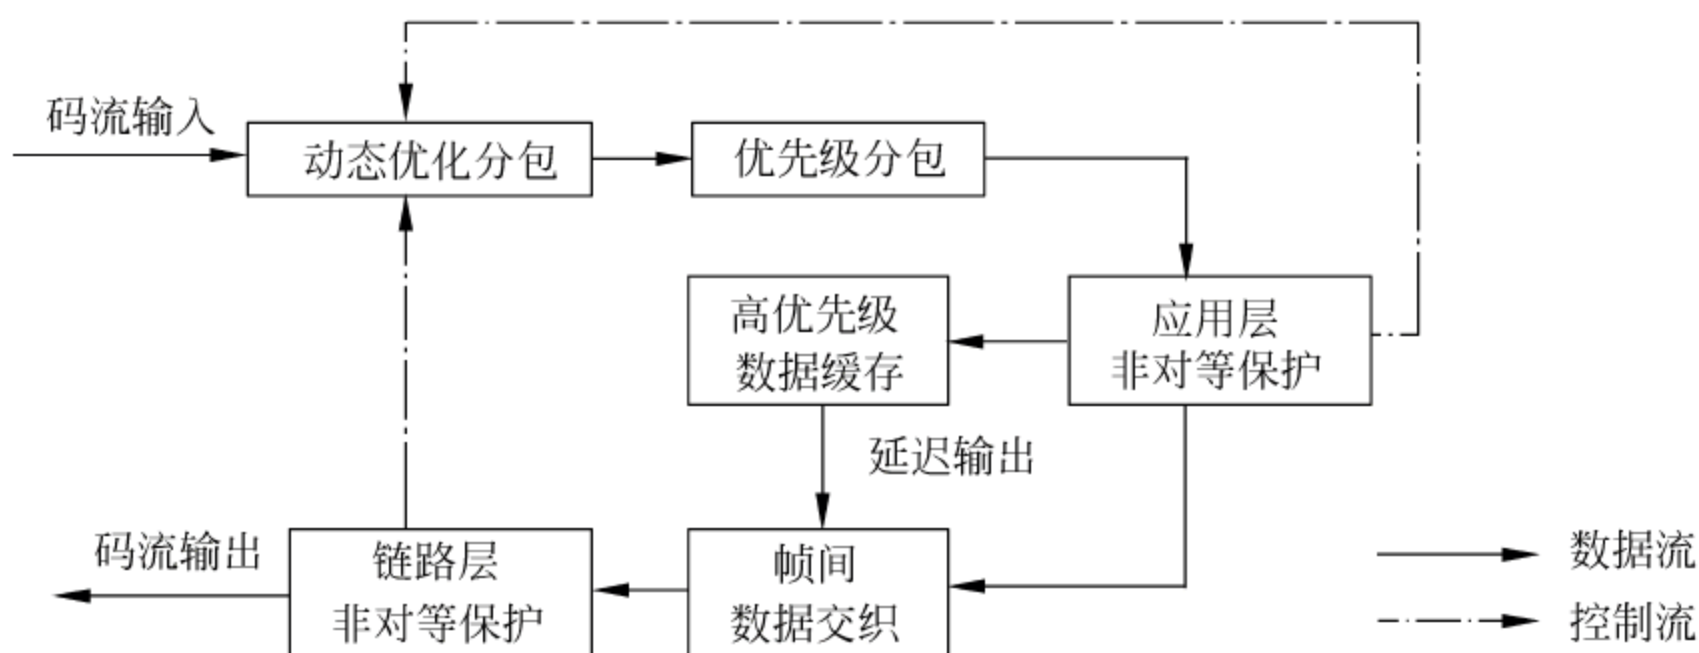 码流输入
动态优化分包
优先级分包
高优先级
数据缓存
应用层
非对等保护
延迟输出
码流输出
链路层
非对等保护
帧间
数据交织
数据流
控制流